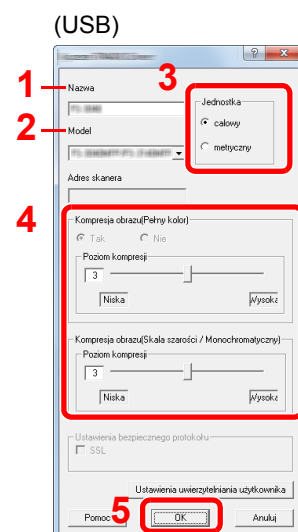 (USB)
1
3
Nazwa
Jednostka
calowy
2
Model
metryczny
Adres skanera
4
Kompresja obrazu(Pełny kolor)
Tak Nie
Poziom kompresji
3
Niska Wysoka
Kompresja obrazu(Skala szarości / Monochromatyczny)
Poziom kompresji
3
Niska Wysoka
Ustawienia bezpiecznego protokołu
SSL
Ustawienia uwierzytelniania użytkownika
5
Pomoc OK Anuluj